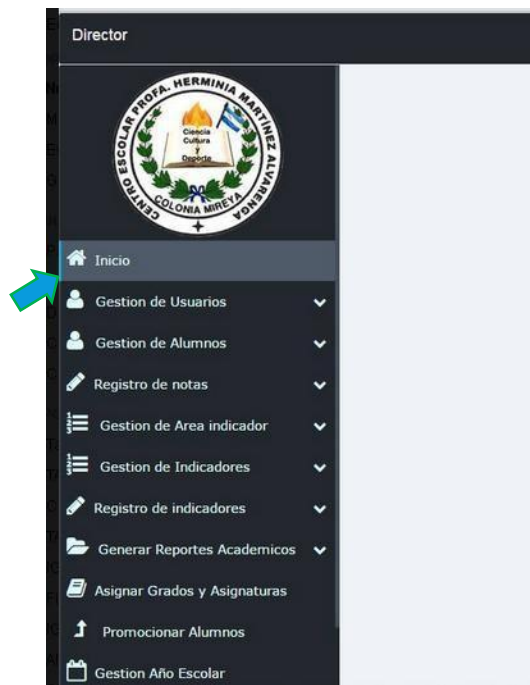 Director
CENTRO ESCOLAR PROFA. HERMINIA MARTÍNEZ ALVARENGA
Ciencia
Cultura
y
Deporte
COLONIA MIREYA
Inicio
Gestion de Usuarios
Gestion de Alumnos
Registro de notas
Gestion de Area indicador
Gestion de Indicadores
Registro de indicadores
Generar Reportes Academicos
Asignar Grados y Asignaturas
Promocionar Alumnos
Gestion Año Escolar